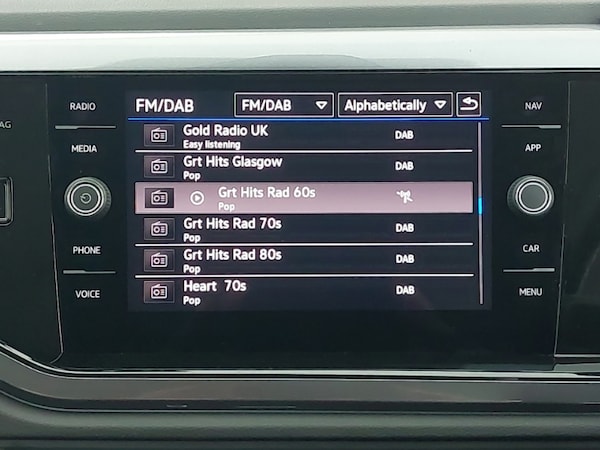 RADIO
MEDIA
PHONE
VOICE
AG
FM/DAB FM/DAB Alphabetically
Gold Radio UK DAB
Easy listening
Grt Hits Glasgow DAB
Pop
Grt Hits Rad 60s
Pop
Grt Hits Rad 70s DAB
Pop
Grt Hits Rad 80s DAB
Pop
Heart 70s DAB
Pop
NAV
APP
CAR
MENU